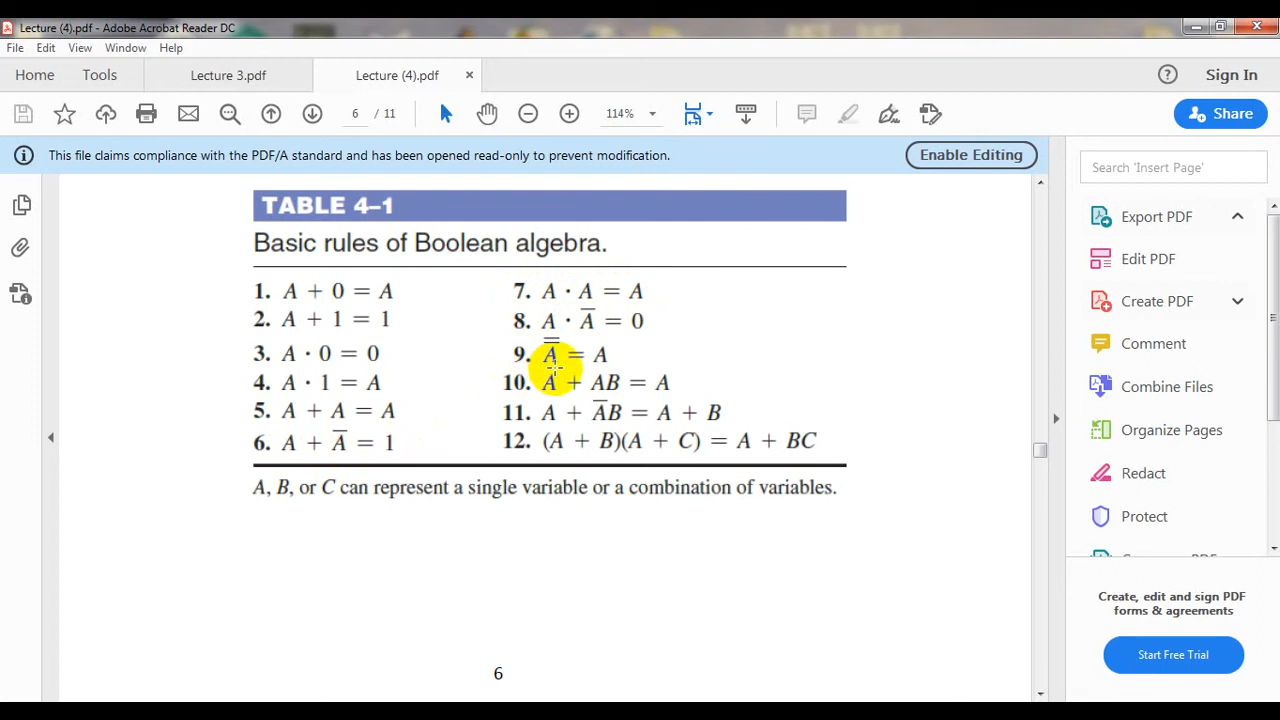 Lecture (4).pdf - Adobe Acrobat Reader DC
File Edit View Window Help
Home Tools Lecture 3.pdf Lecture (4).pdf × Sign In
6 / 11 114% Share
This file claims compliance with the PDF/A standard and has been opened read-only to prevent modification. Enable Editing
TABLE 4–1
Basic rules of Boolean algebra.
1. A + 0 = A
2. A + 1 = 1
3. A · 0 = 0
4. A · 1 = A
5. A + A = A
6. A + A̅ = 1
7. A · A = A
8. A · A̅ = 0
9. A̿ = A
10. A + AB = A
11. A + A̅B = A + B
12. (A + B)(A + C) = A + BC
A, B, or C can represent a single variable or a combination of variables.
6
Search 'Insert Page'
Export PDF
Edit PDF
Create PDF
Comment
Combine Files
Organize Pages
Redact
Protect
Create, edit and sign PDF
forms & agreements
Start Free Trial